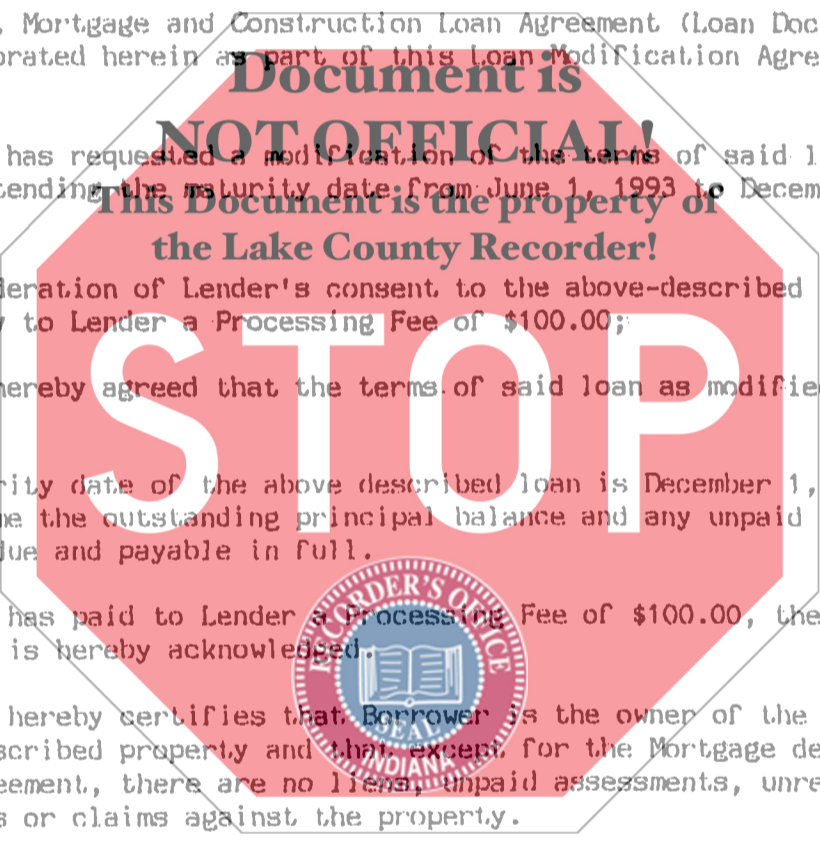 , Mortgage and Construction Loan Agreement (Loan Doc
orated herein as part of this Loan Modification Agre
Document is
NOT OFFICIAL!
has requested a modification of the terms of said l
tending the maturity date from June 1, 1993 to Decem
This Document is the property of
the Lake County Recorder!
deration of Lender's consent to the above-described
y to Lender a Processing Fee of $100.00;
STOP
hereby agreed that the terms of said loan as modifie
rity date of the above described loan is December 1,
me the outstanding principal balance and any unpaid
due and payable in full.
has paid to Lender a Processing Fee of $100.00, the
is hereby acknowledged.
RECORDER'S OFFICE
SEAL
INDIANA
hereby certifies that Borrower is the owner of the
scribed property and that except for the Mortgage de
eement, there are no liens, unpaid assessments, unre
s or claims against the property.